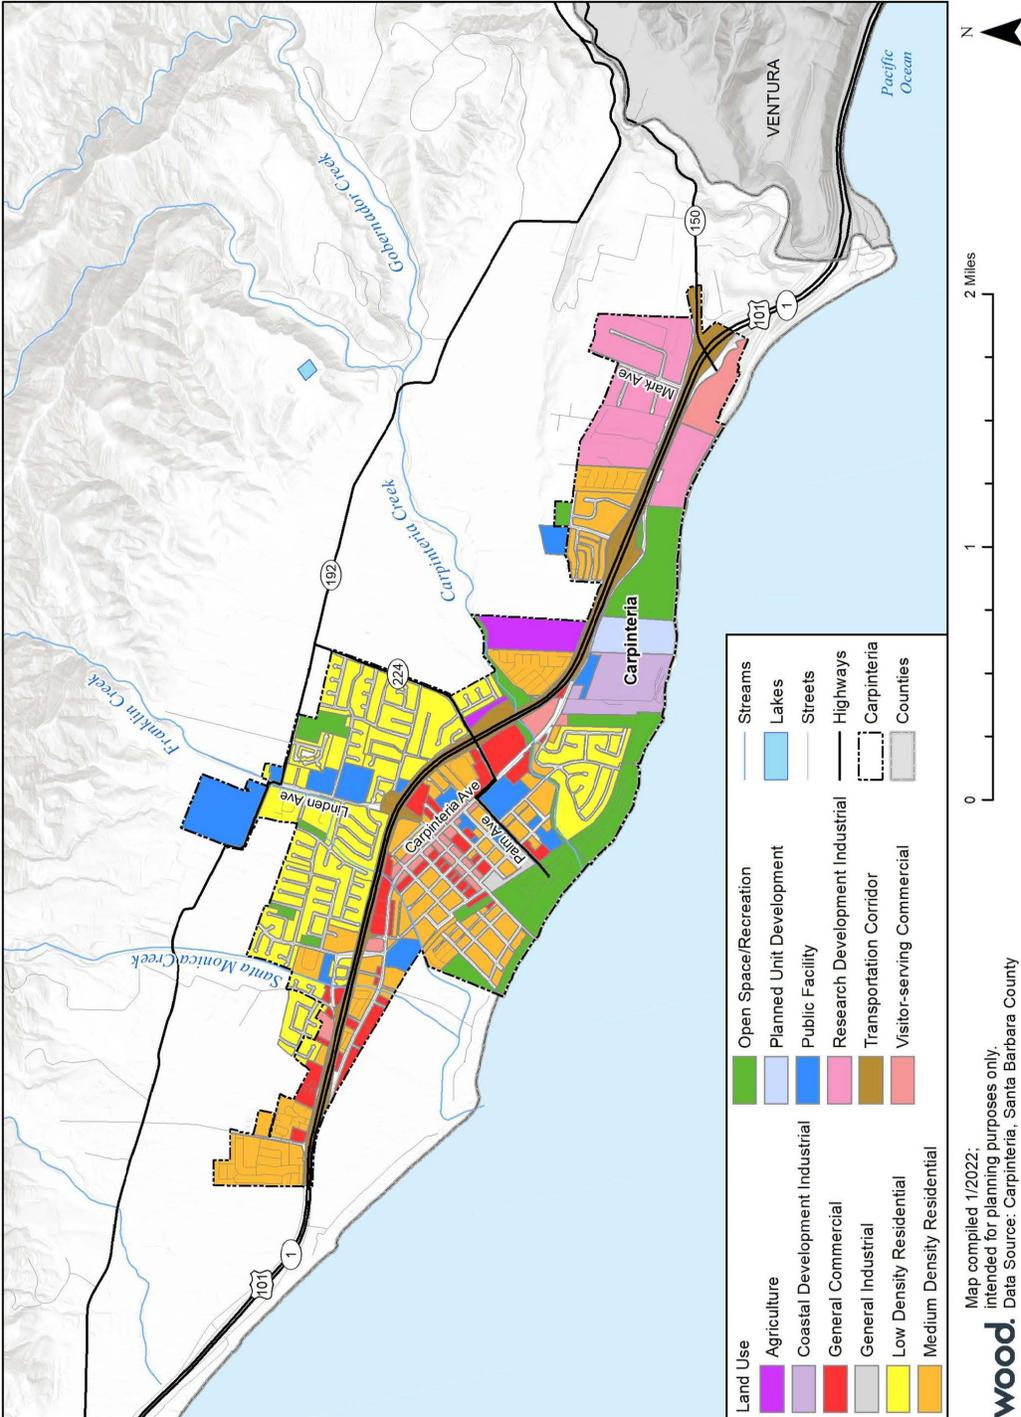 Gobernador Creek
VENTURA
Pacific
Ocean
N
150
Mark Ave
101
1
192
Carpinteria Creek
Franklin Creek
224
Linden Ave
Carpinteria
Carpinteria Ave
Palm Ave
Santa Monica Creek
101
1
Land Use
Agriculture
Coastal Development Industrial
General Commercial
General Industrial
Low Density Residential
Medium Density Residential
Open Space/Recreation
Planned Unit Development
Public Facility
Research Development Industrial
Transportation Corridor
Visitor-serving Commercial
Streams
Lakes
Streets
Highways
Carpinteria
Counties
0 1 2 Miles
wood.
Map compiled 1/2022;
intended for planning purposes only.
Data Source: Carpinteria, Santa Barbara County